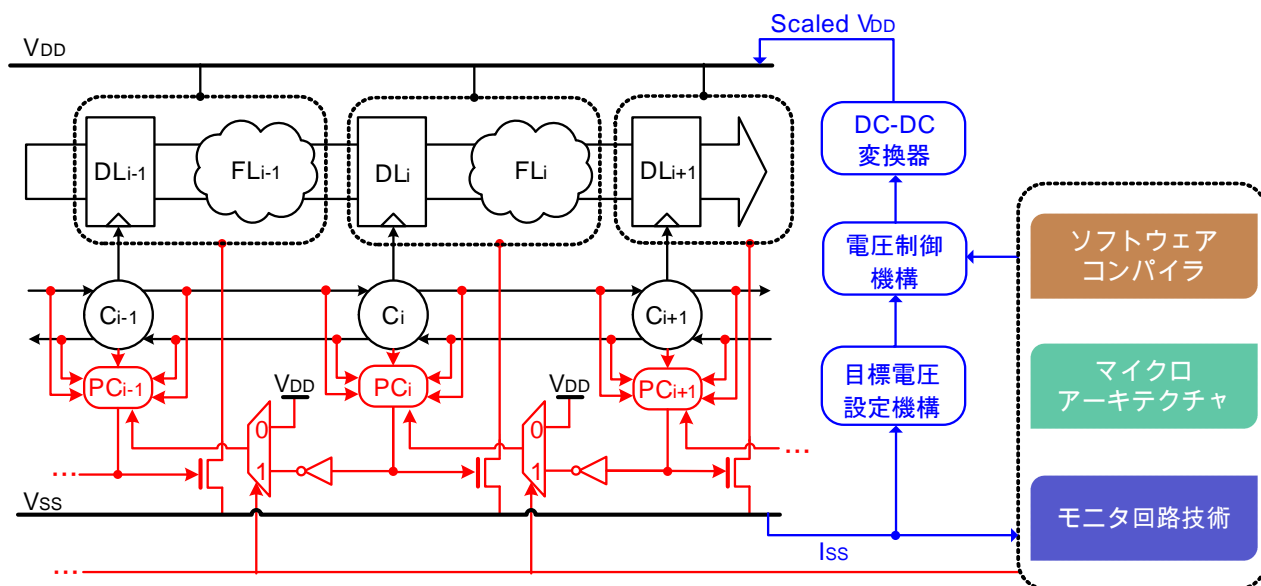 Scaled VDD
VDD
DC-DC
変換器
DLi-1
FLi-1
DLi
FLi
DLi+1
電圧制御
機構
ソフトウェア
コンパイラ
Ci-1
Ci
Ci+1
PCi-1
VDD
PCi
VDD
PCi+1
目標電圧
設定機構
マイクロ
アーキテクチャ
0
0
1
1
...
...
VSS
ISS
モニタ回路技術
...